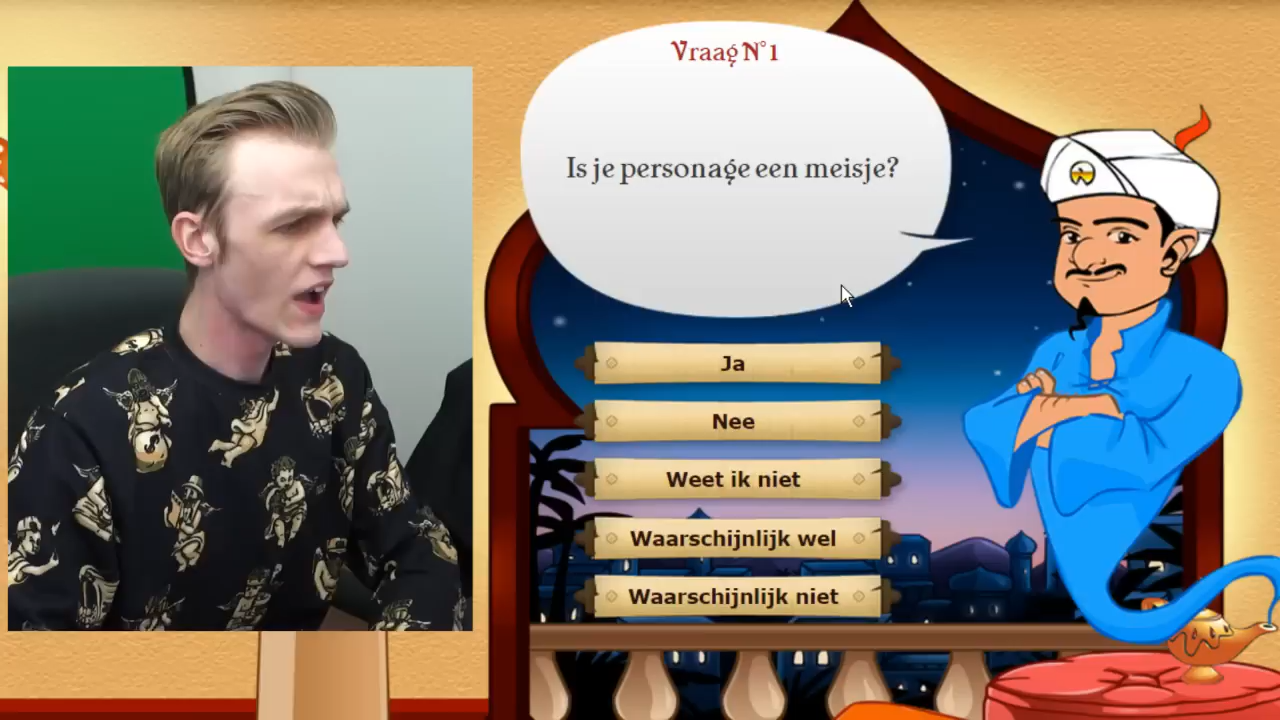 Vraag N°1
Is je personage een meisje?
Ja
Nee
Weet ik niet
Waarschijnlijk wel
Waarschijnlijk niet